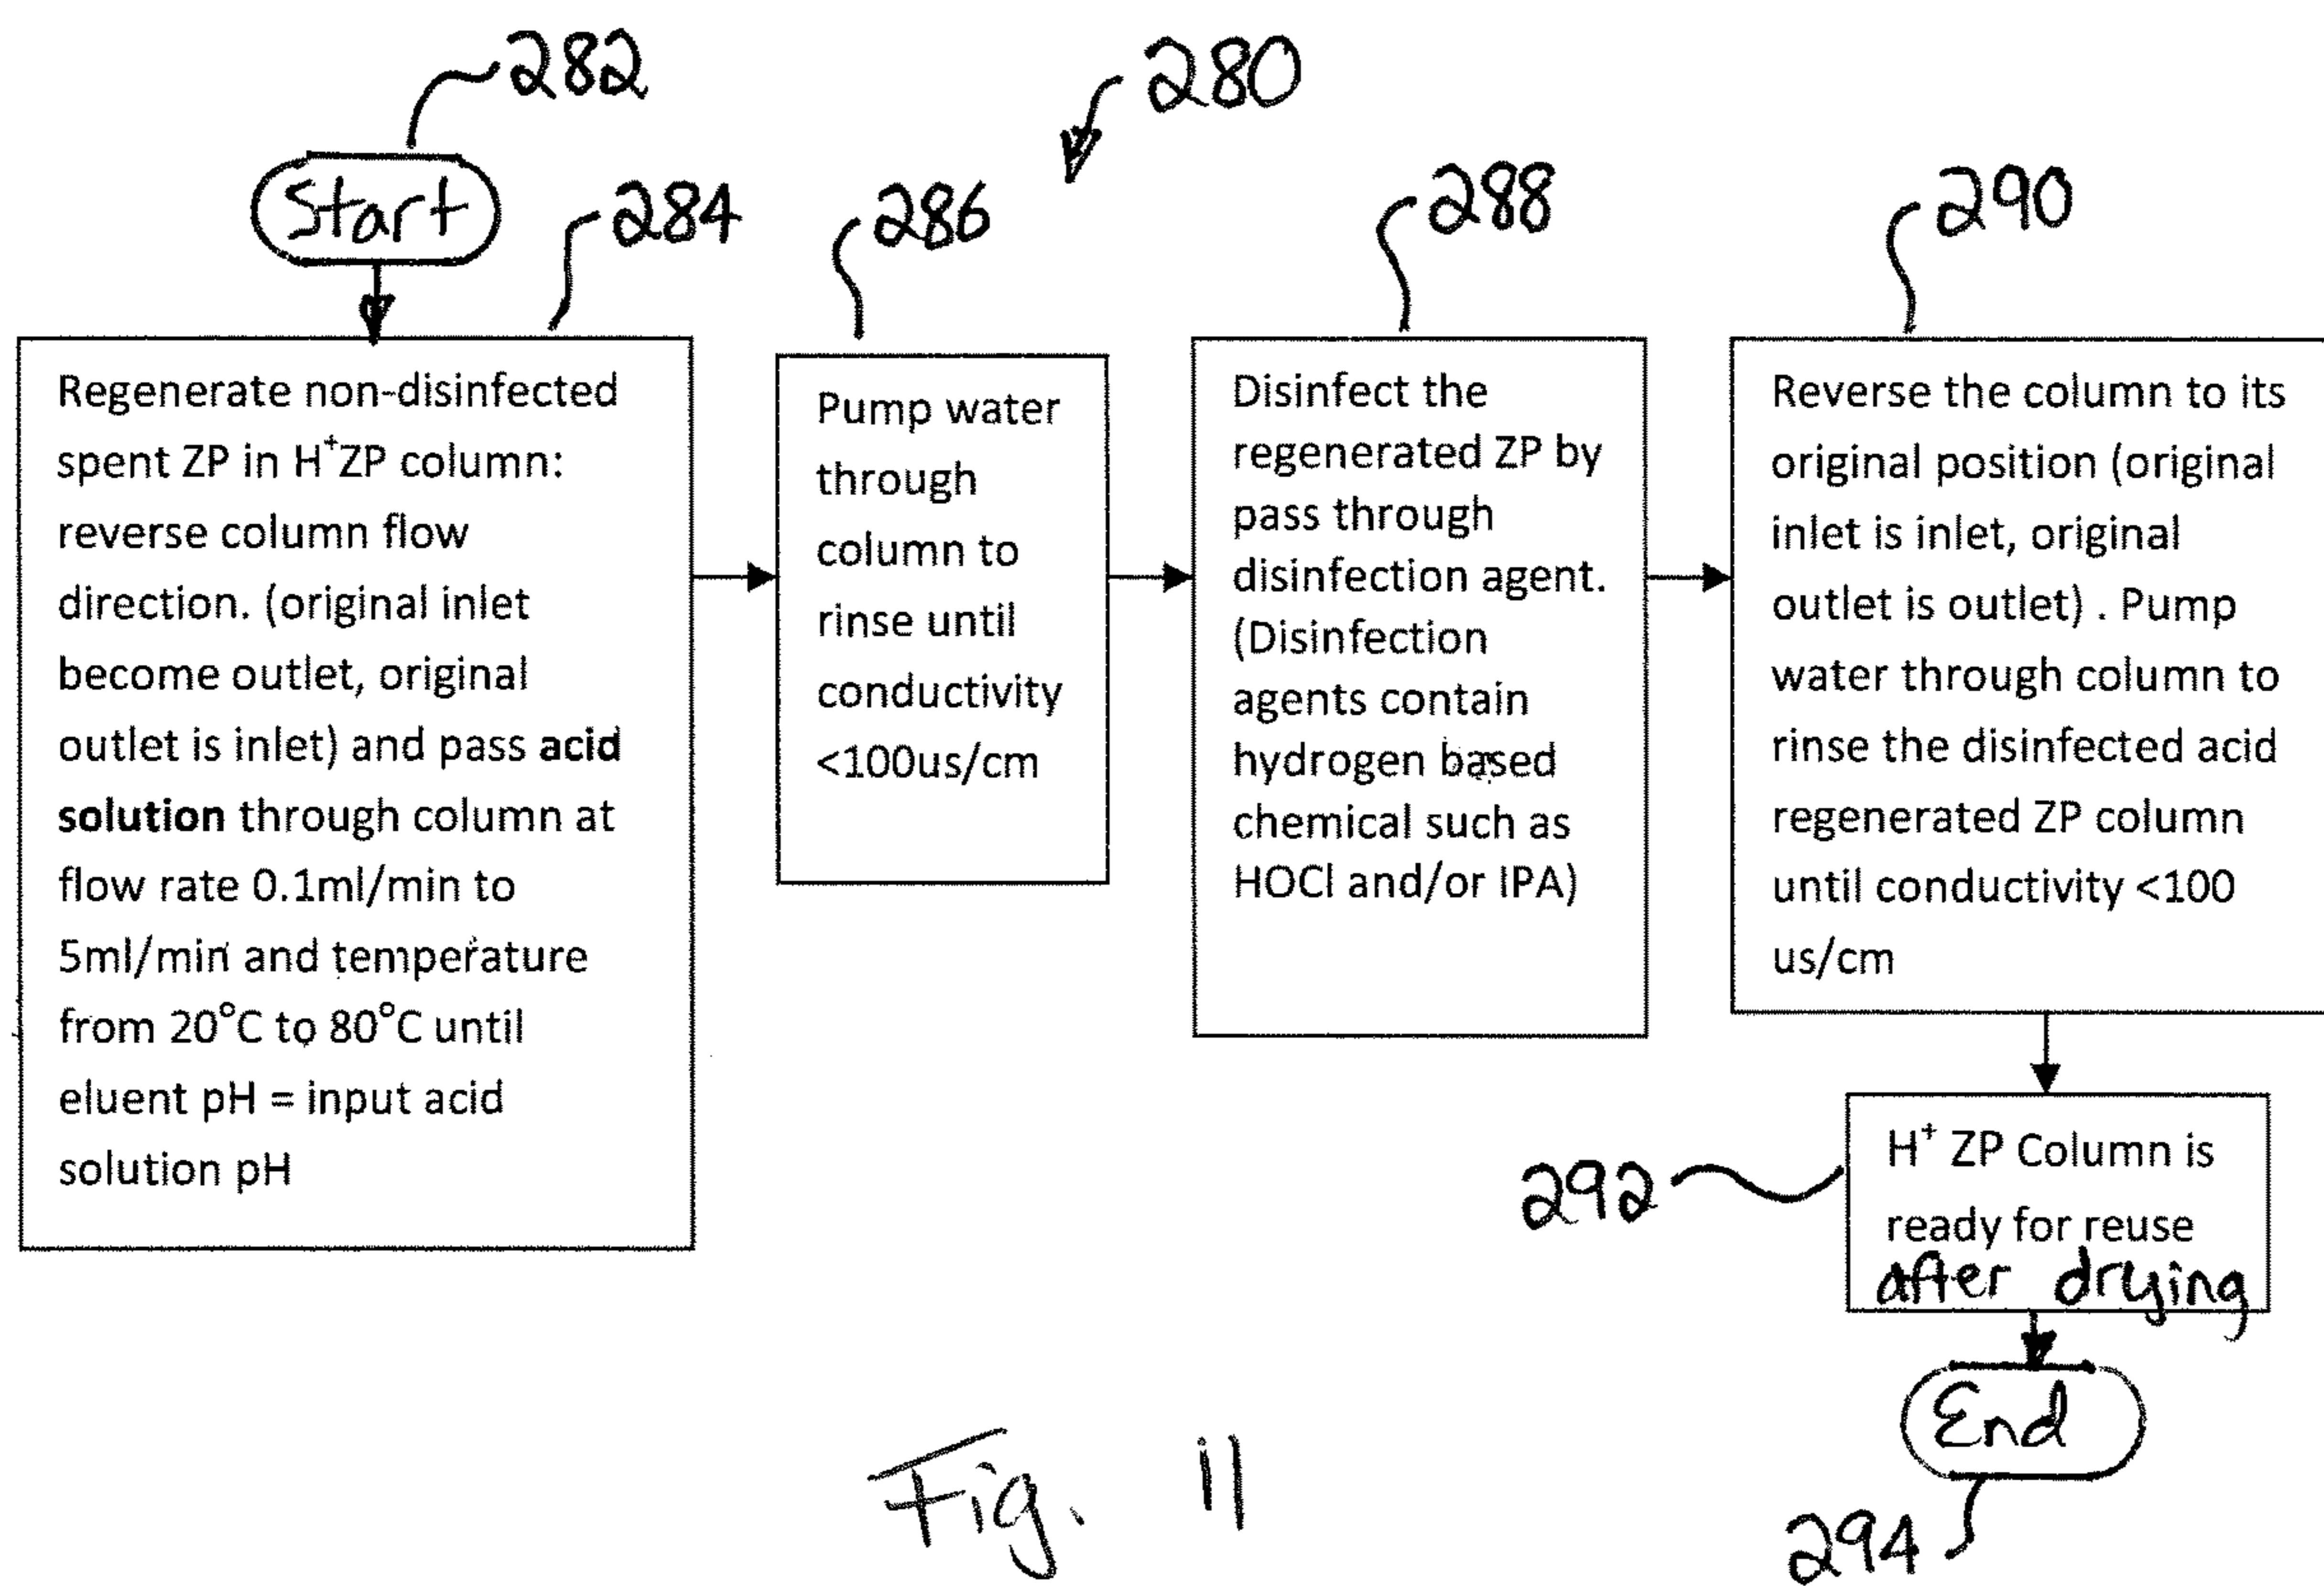 282
280
Start
284
286
288
290
Regenerate non-disinfected
spent ZP in H⁺ZP column:
reverse column flow
direction. (original inlet
become outlet, original
outlet is inlet) and pass acid
solution through column at
flow rate 0.1ml/min to
5ml/min and temperature
from 20°C to 80°C until
eluent pH = input acid
solution pH
Pump water
through
column to
rinse until
conductivity
<100us/cm
Disinfect the
regenerated ZP by
pass through
disinfection agent.
(Disinfection
agents contain
hydrogen based
chemical such as
HOCl and/or IPA)
Reverse the column to its
original position (original
inlet is inlet, original
outlet is outlet) . Pump
water through column to
rinse the disinfected acid
regenerated ZP column
until conductivity <100
us/cm
292
H⁺ ZP Column is
ready for reuse
after drying
End
294
Fig. 11